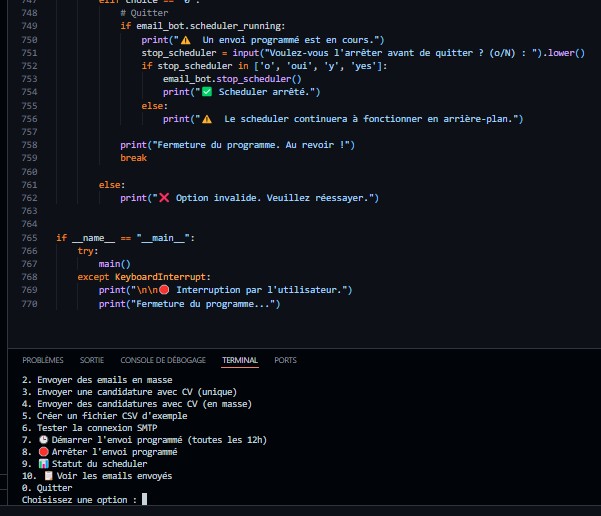 747 elif choice == '0':
748 # Quitter
749 if email_bot.scheduler_running:
750 print("⚠️ Un envoi programmé est en cours.")
751 stop_scheduler = input("Voulez-vous l'arrêter avant de quitter ? (o/N) : ").lower()
752 if stop_scheduler in ['o', 'oui', 'y', 'yes']:
753 email_bot.stop_scheduler()
754 print("✅ Scheduler arrêté.")
755 else:
756 print("⚠️ Le scheduler continuera à fonctionner en arrière-plan.")
757
758 print("Fermeture du programme. Au revoir !")
759 break
760
761 else:
762 print("❌ Option invalide. Veuillez réessayer.")
763
764
765 if __name__ == "__main__":
766 try:
767 main()
768 except KeyboardInterrupt:
769 print("\n\n🔴 Interruption par l'utilisateur.")
770 print("Fermeture du programme...")
PROBLÈMES SORTIE CONSOLE DE DÉBOGAGE TERMINAL PORTS
2. Envoyer des emails en masse
3. Envoyer une candidature avec CV (unique)
4. Envoyer des candidatures avec CV (en masse)
5. Créer un fichier CSV d'exemple
6. Tester la connexion SMTP
7. 🕒 Démarrer l'envoi programmé (toutes les 12h)
8. 🔴 Arrêter l'envoi programmé
9. 📊 Statut du scheduler
10. 📋 Voir les emails envoyés
0. Quitter
Choisissez une option :